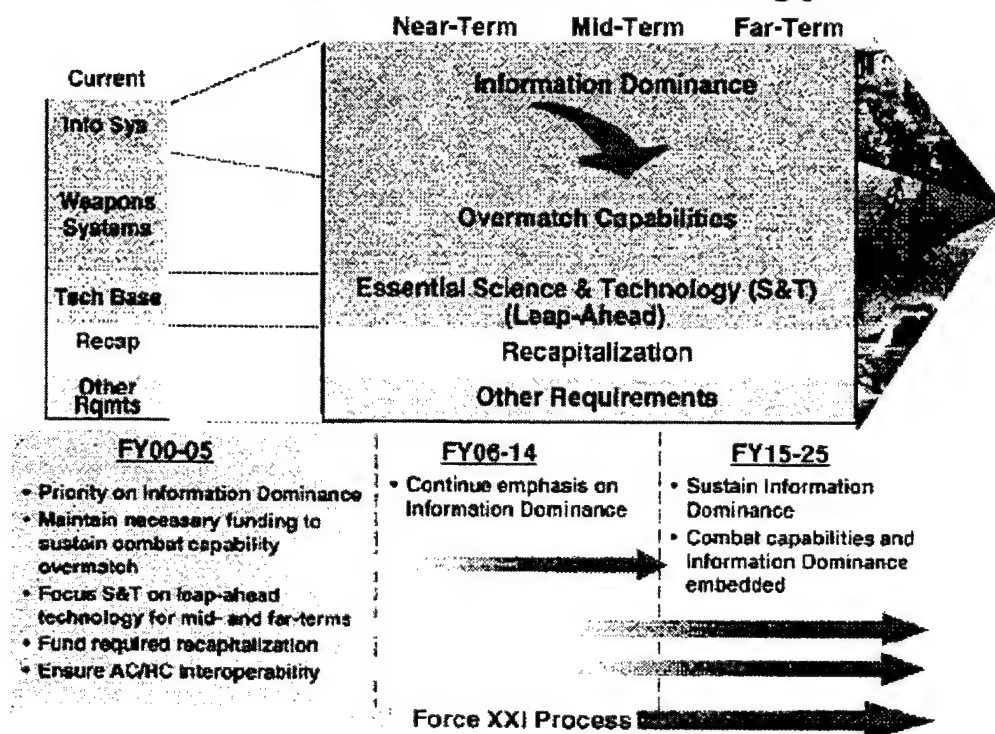 Near-Term Mid-Term Far-Term
Current
Into Sys
Weapons
Systems
Tech Base
Recap
Other
Rqmts
Information Dominance
Overmatch Capabilities
Essential Science & Technology (S&T)
(Leap-Ahead)
Recapitalization
Other Requirements
FY00-05
• Priority on Information Dominance
• Maintain necessary funding to
sustain combat capability
overmatch
• Focus S&T on leap-ahead
technology for mid- and far-terms
• Fund required recapitalization
• Ensure AC/RC Interoperability
FY06-14
• Continue emphasis on
Information Dominance
FY15-25
• Sustain Information
Dominance
• Combat capabilities and
Information Dominance
embedded
Force XXI Process